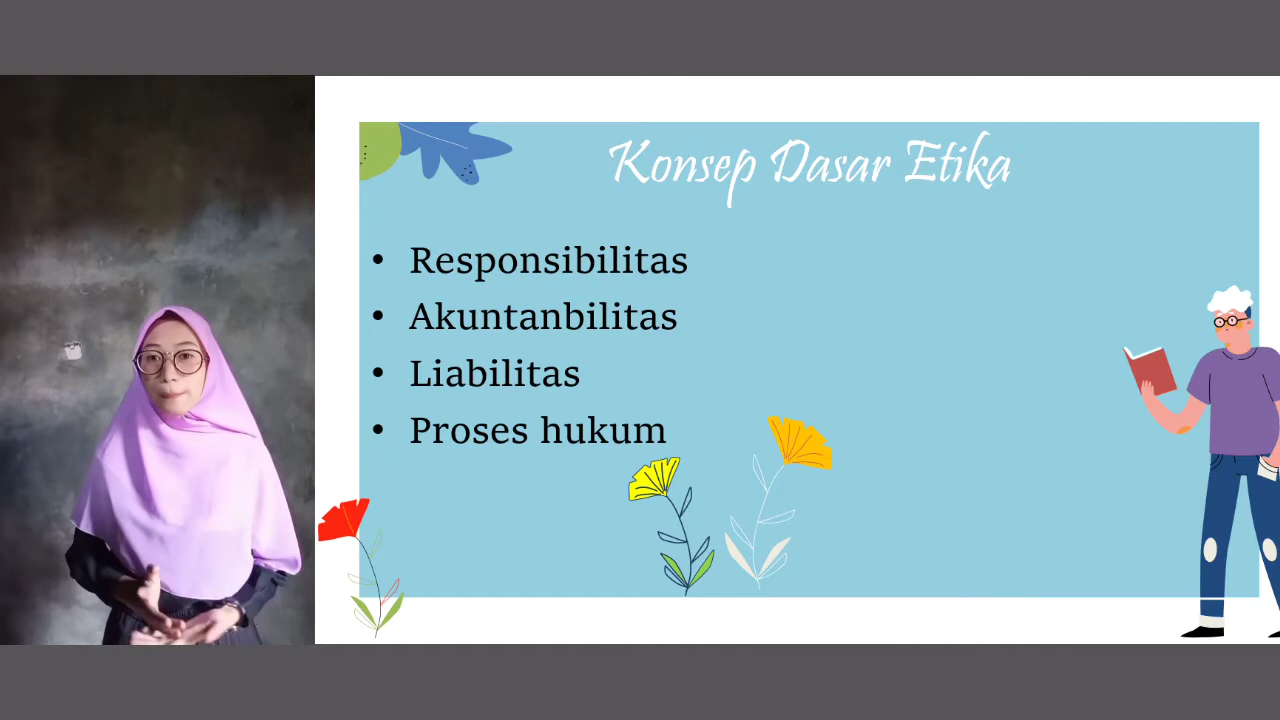 Konsep Dasar Etika
• Responsibilitas
• Akuntanbilitas
• Liabilitas
• Proses hukum